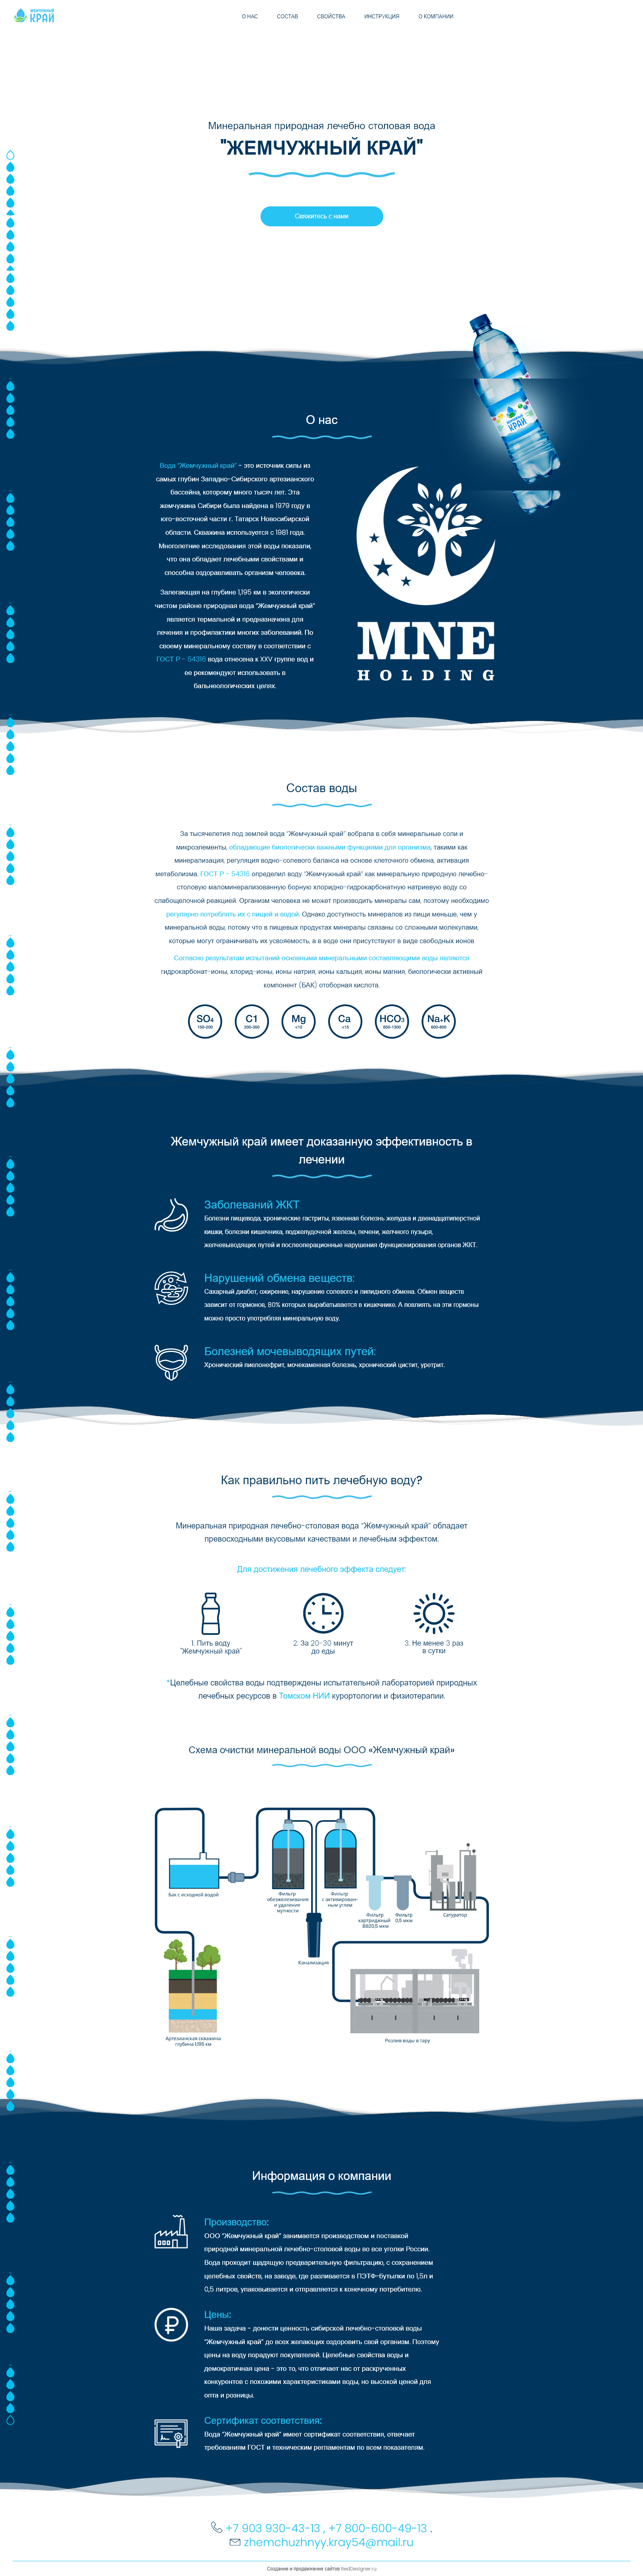 ЖЕМЧУЖНЫЙ
КРАЙ
О НАС
СОСТАВ
СВОЙСТВА
ИНСТРУКЦИЯ
О КОМПАНИИ
Минеральная природная лечебно столовая вода
"ЖЕМЧУЖНЫЙ КРАЙ"
Свяжитесь с нами
КРАЙ
О нас
Вода "Жемчужный край" - это источник силы из
самых глубин Западно-Сибирского артезианского
бассейна, которому много тысяч лет. Эта
жемчужина Сибири была найдена в 1979 году в
юго-восточной части г. Татарск Новосибирской
области. Скважина используется с 1981 года.
Многолетние исследования этой воды показали,
что она обладает лечебными свойствами и
способна оздоравливать организм человека.
Залегающая на глубине 1,195 км в экологически
чистом районе природная вода "Жемчужный край"
является термальной и предназначена для
лечения и профилактики многих заболеваний. По
своему минеральному составу в соответствии с
ГОСТ Р - 54316 вода отнесена к XXV группе вод и
ее рекомендуют использовать в
бальнеологических целях.
MNE
HOLDING
Состав воды
За тысячелетия под землей вода "Жемчужный край" вобрала в себя минеральные соли и
микроэлементы, обладающие биологически важными функциями для организма, такими как
минерализация, регуляция водно-солевого баланса на основе клеточного обмена, активация
метаболизма. ГОСТ Р - 54316 определил воду "Жемчужный край" как минеральную природную лечебно-
столовую маломинерализованную борную хлоридно-гидрокарбонатную натриевую воду со
слабощелочной реакцией. Организм человека не может производить минералы сам, поэтому необходимо
регулярно потреблять их с пищей и водой. Однако доступность минералов из пищи меньше, чем у
минеральной воды, потому что в пищевых продуктах минералы связаны со сложными молекулами,
которые могут ограничивать их усвояемость, а в воде они присутствуют в виде свободных ионов
Согласно результатам испытаний основными минеральными составляющими воды являются
гидрокарбонат-ионы, хлорид-ионы, ионы натрия, ионы кальция, ионы магния, биологически активный
компонент (БАК) отоборная кислота.
SO4
150-200
C1
200-350
Mg
<10
Ca
<15
HCO3
850-1300
Na+K
600-800
Жемчужный край имеет доказанную эффективность в
лечении
Заболеваний ЖКТ
Болезни пищевода, хронические гастриты, язвенная болезнь желудка и двенадцатиперстной
кишки, болезни кишечника, поджелудочной железы, печени, желчного пузыря,
желчевыводящих путей и послеоперационные нарушения функционирования органов ЖКТ.
Нарушений обмена веществ:
Сахарный диабет, ожирение, нарушение солевого и липидного обмена. Обмен веществ
зависит от гормонов, 80% которых вырабатывается в кишечнике. А повлиять на эти гормоны
можно просто употребляя минеральную воду.
Болезней мочевыводящих путей:
Хронический пиелонефрит, мочекаменная болезнь, хронический цистит, уретрит.
Как правильно пить лечебную воду?
Минеральная природная лечебно-столовая вода "Жемчужный край" обладает
превосходными вкусовыми качествами и лечебным эффектом.
Для достижения лечебного эффекта следует:
1. Пить воду
"Жемчужный край"
2. За 20-30 минут
до еды
3. Не менее 3 раз
в сутки
*Целебные свойства воды подтверждены испытательной лабораторией природных
лечебных ресурсов в Томском НИИ курортологии и физиотерапии.
Схема очистки минеральной воды ООО «Жемчужный край»
Бак с исходной водой
Фильтр
обезжелезивания
и удаление
мутности
Фильтр
с активирован-
ным углем
Фильтр
картриджный
BB20,5 мкм
Фильтр
0,5 мкм
Сатуратор
Канализация
Артезианская скважина
глубина 1,195 км
Розлив воды в тару
Информация о компании
Производство:
ООО "Жемчужный край" занимается производством и поставкой
природной минеральной лечебно-столовой воды во все уголки России.
Вода проходит щадящую предварительную фильтрацию, с сохранением
целебных свойств, на заводе, где разливается в ПЭТФ-бутылки по 1,5л и
0,5 литров, упаковывается и отправляется к конечному потребителю.
Цены:
Наша задача - донести ценность сибирской лечебно-столовой воды
"Жемчужный край" до всех желающих оздоровить свой организм. Поэтому
цены на воду порадуют покупателей. Целебные свойства воды и
демократичная цена - это то, что отличает нас от раскрученных
конкурентов с похожими характеристиками воды, но высокой ценой для
опта и розницы.
Сертификат соответствия:
Вода "Жемчужный край" имеет сертификат соответствия, отвечает
требованиям ГОСТ и техническим регламентам по всем показателям.
+7 903 930-43-13 , +7 800-600-49-13 .
zhemchuzhnyy.kray54@mail.ru
Создание и продвижение сайтов RedDesigner.ru